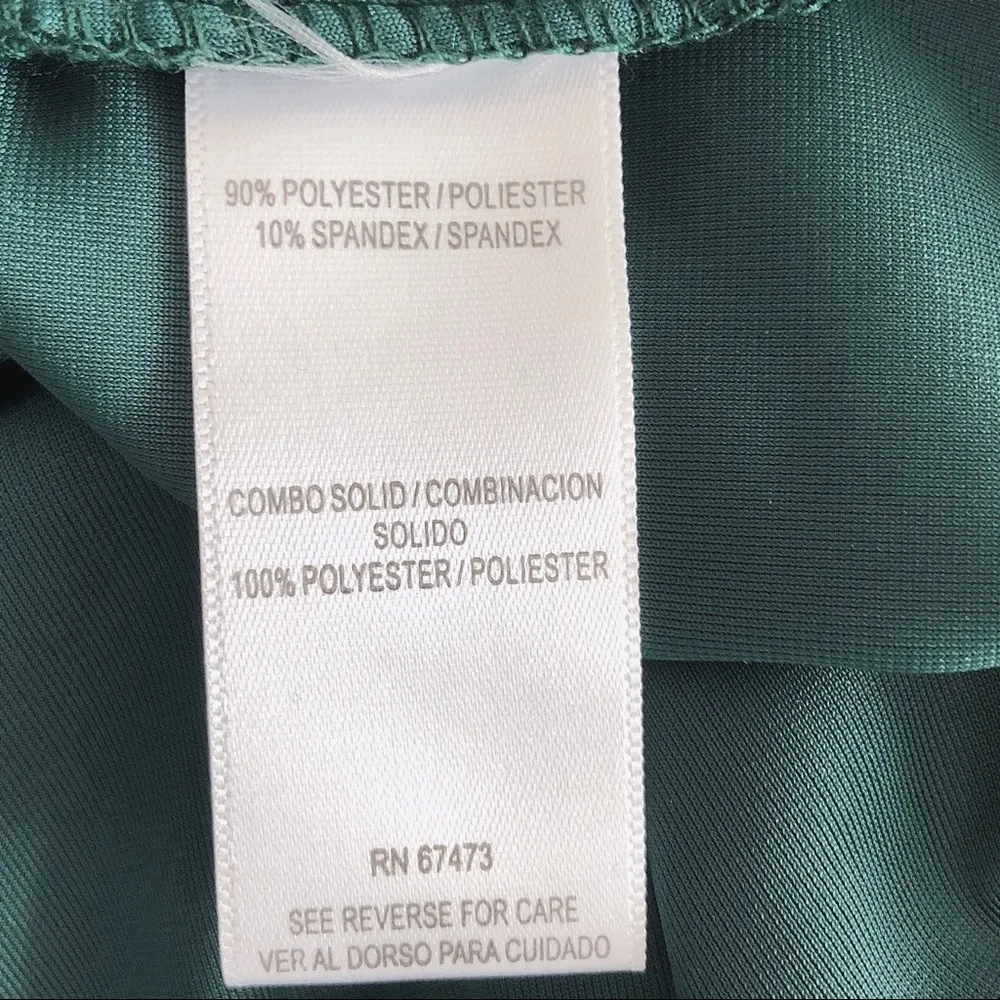 90% POLYESTER / POLIESTER
10% SPANDEX / SPANDEX
COMBO SOLID / COMBINACION
SOLIDO
100% POLYESTER / POLIESTER
RN 67473
SEE REVERSE FOR CARE
VER AL DORSO PARA CUIDADO